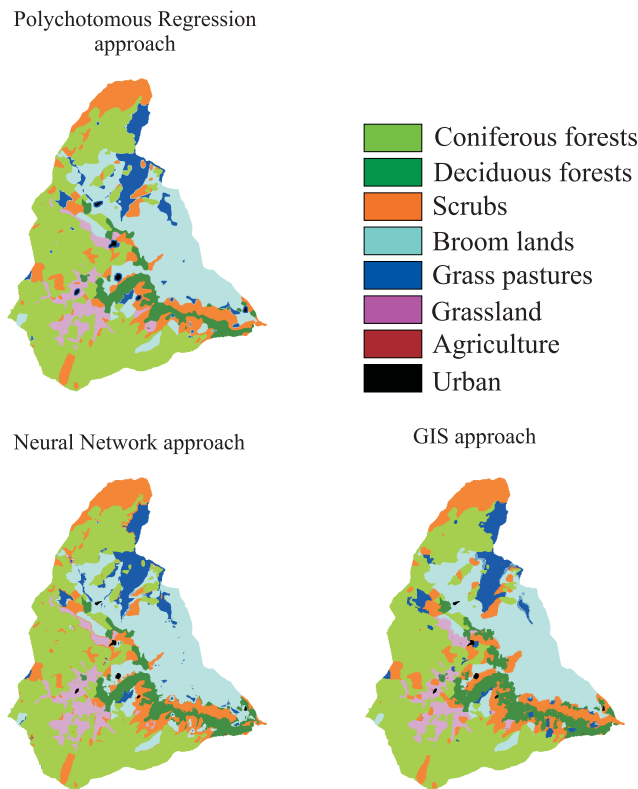 Polychotomous Regression
approach
Coniferous forests
Deciduous forests
Scrubs
Broom lands
Grass pastures
Grassland
Agriculture
Urban
Neural Network approach
GIS approach